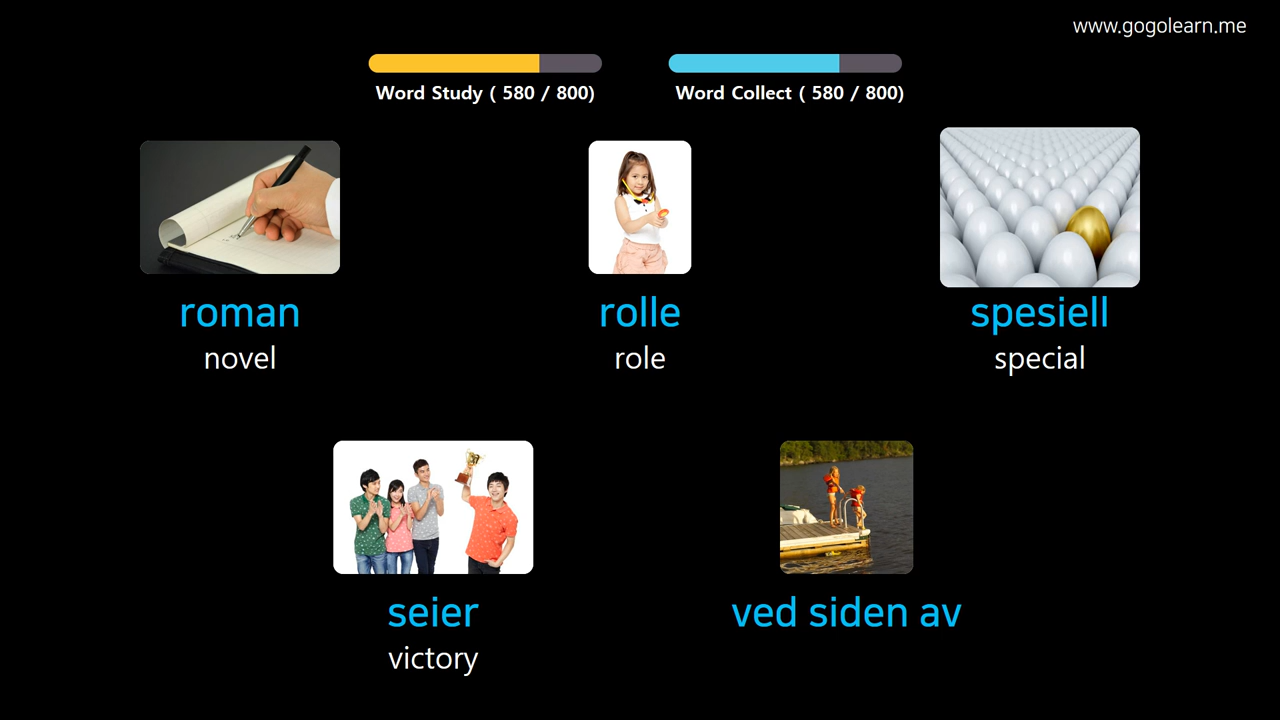 www.gogolearn.me
Word Study ( 580 / 800)
Word Collect ( 580 / 800)
roman
novel
rolle
role
spesiell
special
seier
victory
ved siden av